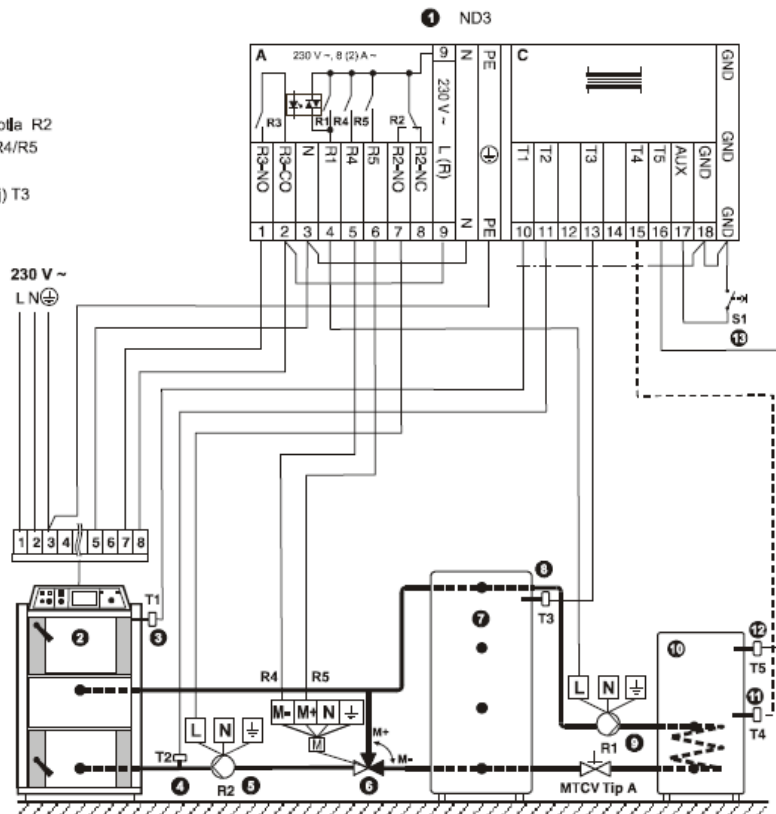 1 ND3
A 230 V ~, 8 (2) A ~ 9 N PE C GND
R3 R1 R4 R5 R2 230 V ~ GND
R3-NO R3-CO N R1 R4 R5 R2-NO R2-NC L (R) T1 T2 T3 T4 T5 AUX GND GND
1 2 3 4 5 6 7 8 9 N PE 10 11 12 13 14 15 16 17 18
R2
R4/R5
) T3
230 V ~
L N
S1
13
1 2 3 4 5 6 7 8
T1
2 3
8
T3
7
12
10 T5
11
T4
R4 R5
L N
M- M+ N
M
M+
M-
L N
R1 9
T2
4 R2 5 6
MTCV Tip A